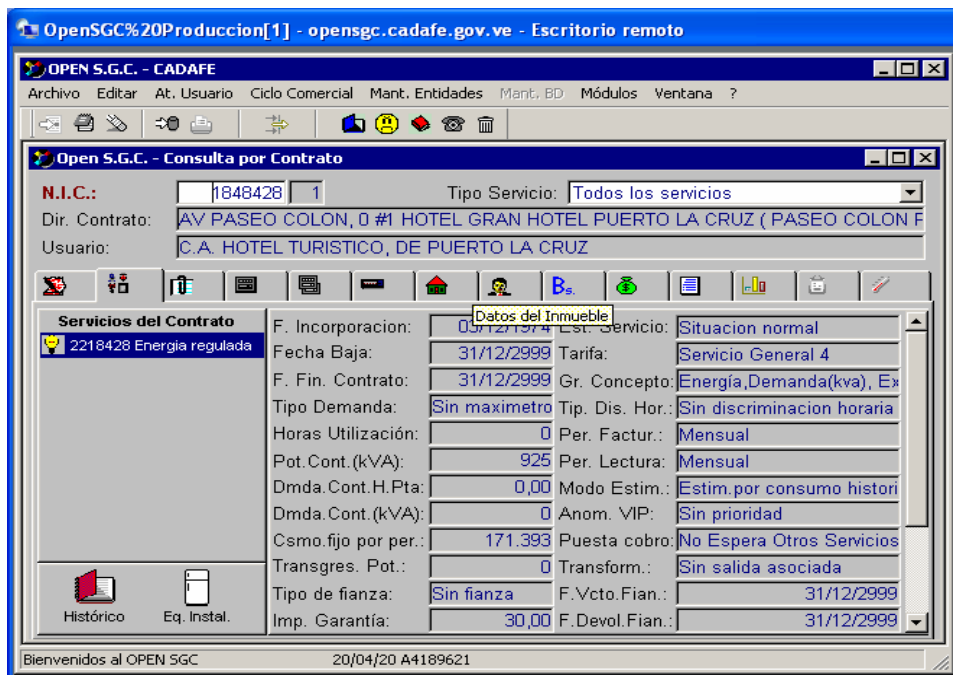 OpenSGC%20Produccion[1] - opensgc.cadafe.gov.ve - Escritorio remoto
OPEN S.G.C. - CADAFE
Archivo Editar At. Usuario Ciclo Comercial Mant. Entidades Mant. BD Módulos Ventana ?
Open S.G.C. - Consulta por Contrato
N.I.C.: 1848428 1 Tipo Servicio: Todos los servicios
Dir. Contrato: AV PASEO COLON, 0 #1 HOTEL GRAN HOTEL PUERTO LA CRUZ ( PASEO COLON F
Usuario: C.A. HOTEL TURISTICO, DE PUERTO LA CRUZ
Bs.
Datos del Inmueble
Servicios del Contrato
2218428 Energia regulada
F. Incorporacion: 03/12/1974 Est. Servicio: Situacion normal
Fecha Baja: 31/12/2999 Tarifa: Servicio General 4
F. Fin. Contrato: 31/12/2999 Gr. Concepto: Energía,Demanda(kva), Ex
Tipo Demanda: Sin maximetro Tip. Dis. Hor.: Sin discriminacion horaria
Horas Utilización: 0 Per. Factur.: Mensual
Pot.Cont.(kVA): 925 Per. Lectura: Mensual
Dmda.Cont.H.Pta: 0,00 Modo Estim.: Estim.por consumo histori
Dmda.Cont.(kVA): 0 Anom. VIP: Sin prioridad
Csmo.fijo por per.: 171.393 Puesta cobro: No Espera Otros Servicios
Transgres. Pot.: 0 Transform.: Sin salida asociada
Tipo de fianza: Sin fianza F.Vcto.Fian.: 31/12/2999
Imp. Garantía: 30,00 F.Devol.Fian.: 31/12/2999
Histórico Eq. Instal.
Bienvenidos al OPEN SGC 20/04/20 A4189621